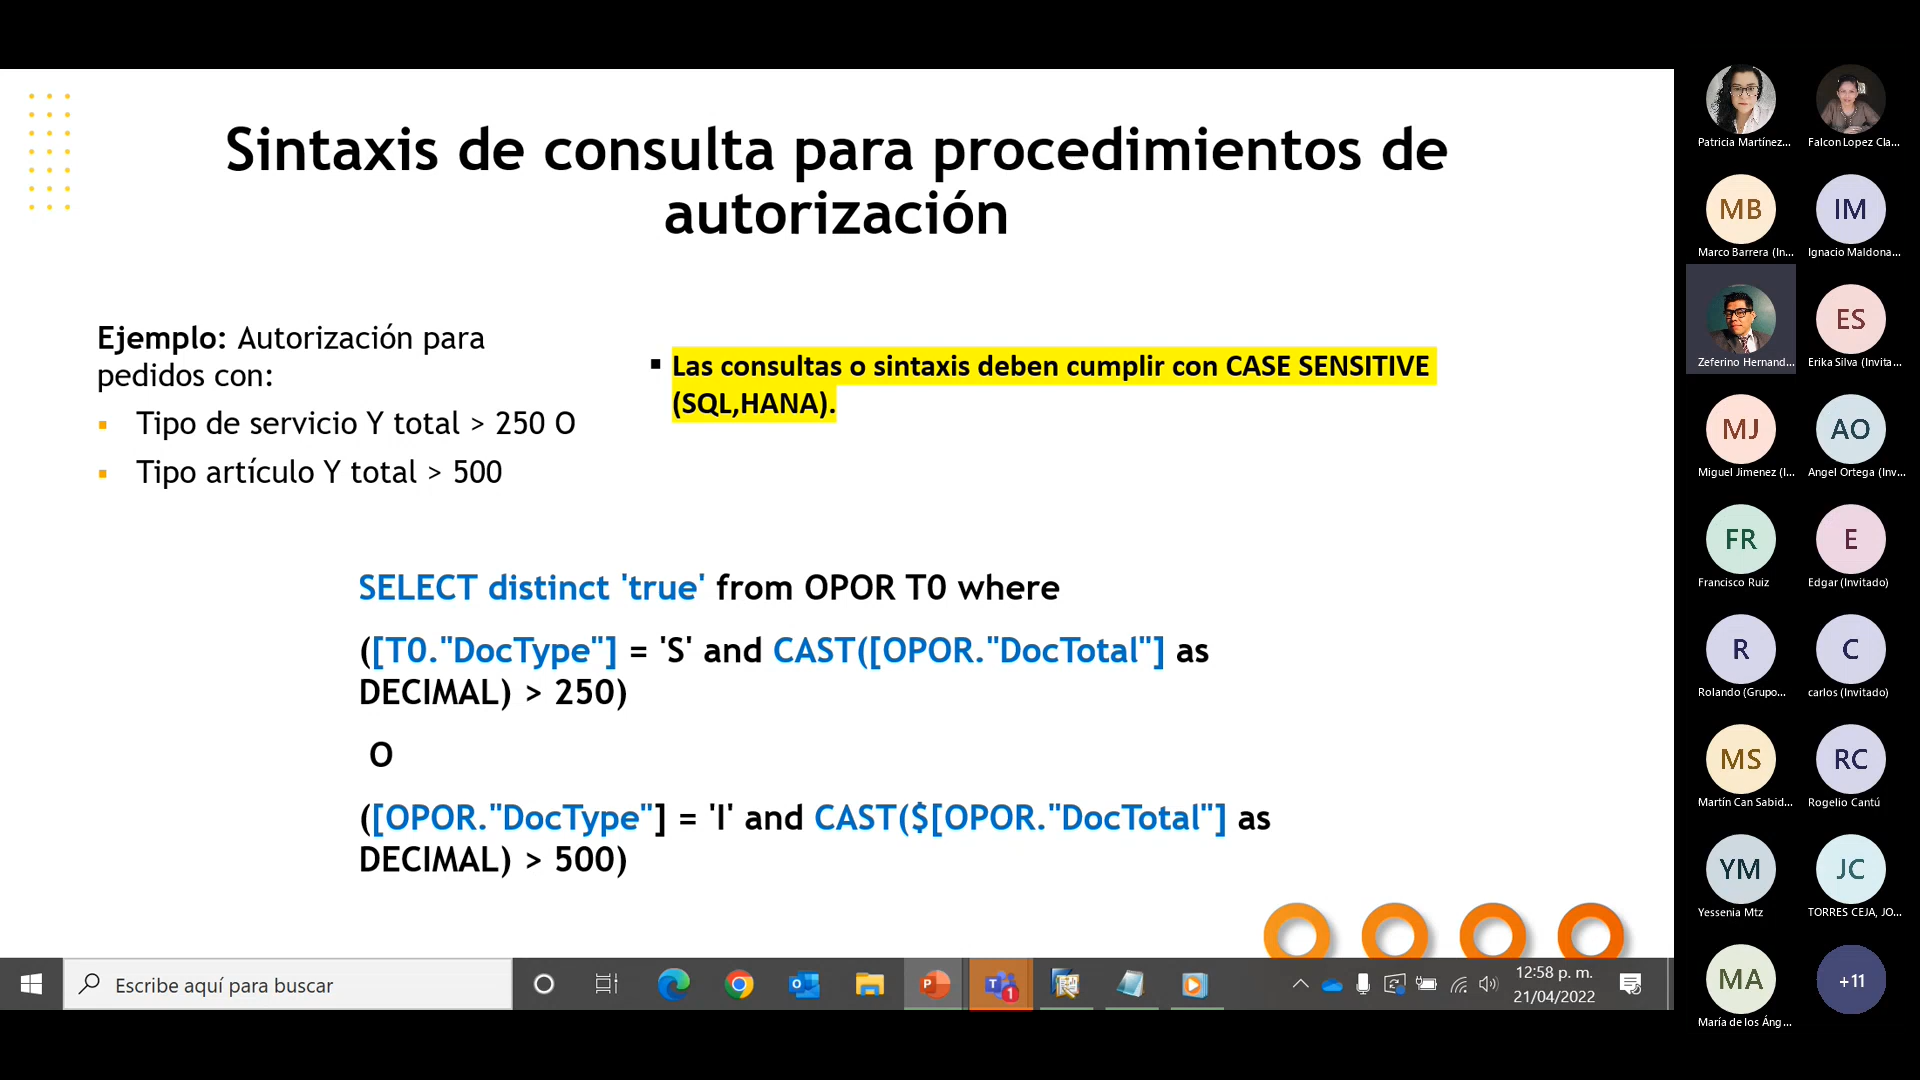 Sintaxis de consulta para procedimientos de
autorización
Ejemplo: Autorización para
pedidos con:
▪ Tipo de servicio Y total > 250 O
▪ Tipo artículo Y total > 500
▪ Las consultas o sintaxis deben cumplir con CASE SENSITIVE
(SQL,HANA).
SELECT distinct 'true' from OPOR T0 where
([T0."DocType"] = 'S' and CAST([OPOR."DocTotal"] as
DECIMAL) > 250)
O
([OPOR."DocType"] = 'I' and CAST($[OPOR."DocTotal"] as
DECIMAL) > 500)
Escribe aquí para buscar
1
12:58 p. m.
21/04/2022
Patricia Martínez...
Falcon Lopez Cla...
MB
IM
Marco Barrera (In...
Ignacio Maldona...
ES
Zeferino Hernand...
Erika Silva (Invita...
MJ
AO
Miguel Jimenez (I...
Angel Ortega (Inv...
FR
E
Francisco Ruiz
Edgar (Invitado)
R
C
Rolando (Grupo...
carlos (Invitado)
MS
RC
Martín Can Sabid...
Rogelio Cantú
YM
JC
Yessenia Mtz
TORRES CEJA, JO...
MA
+11
María de los Áng...